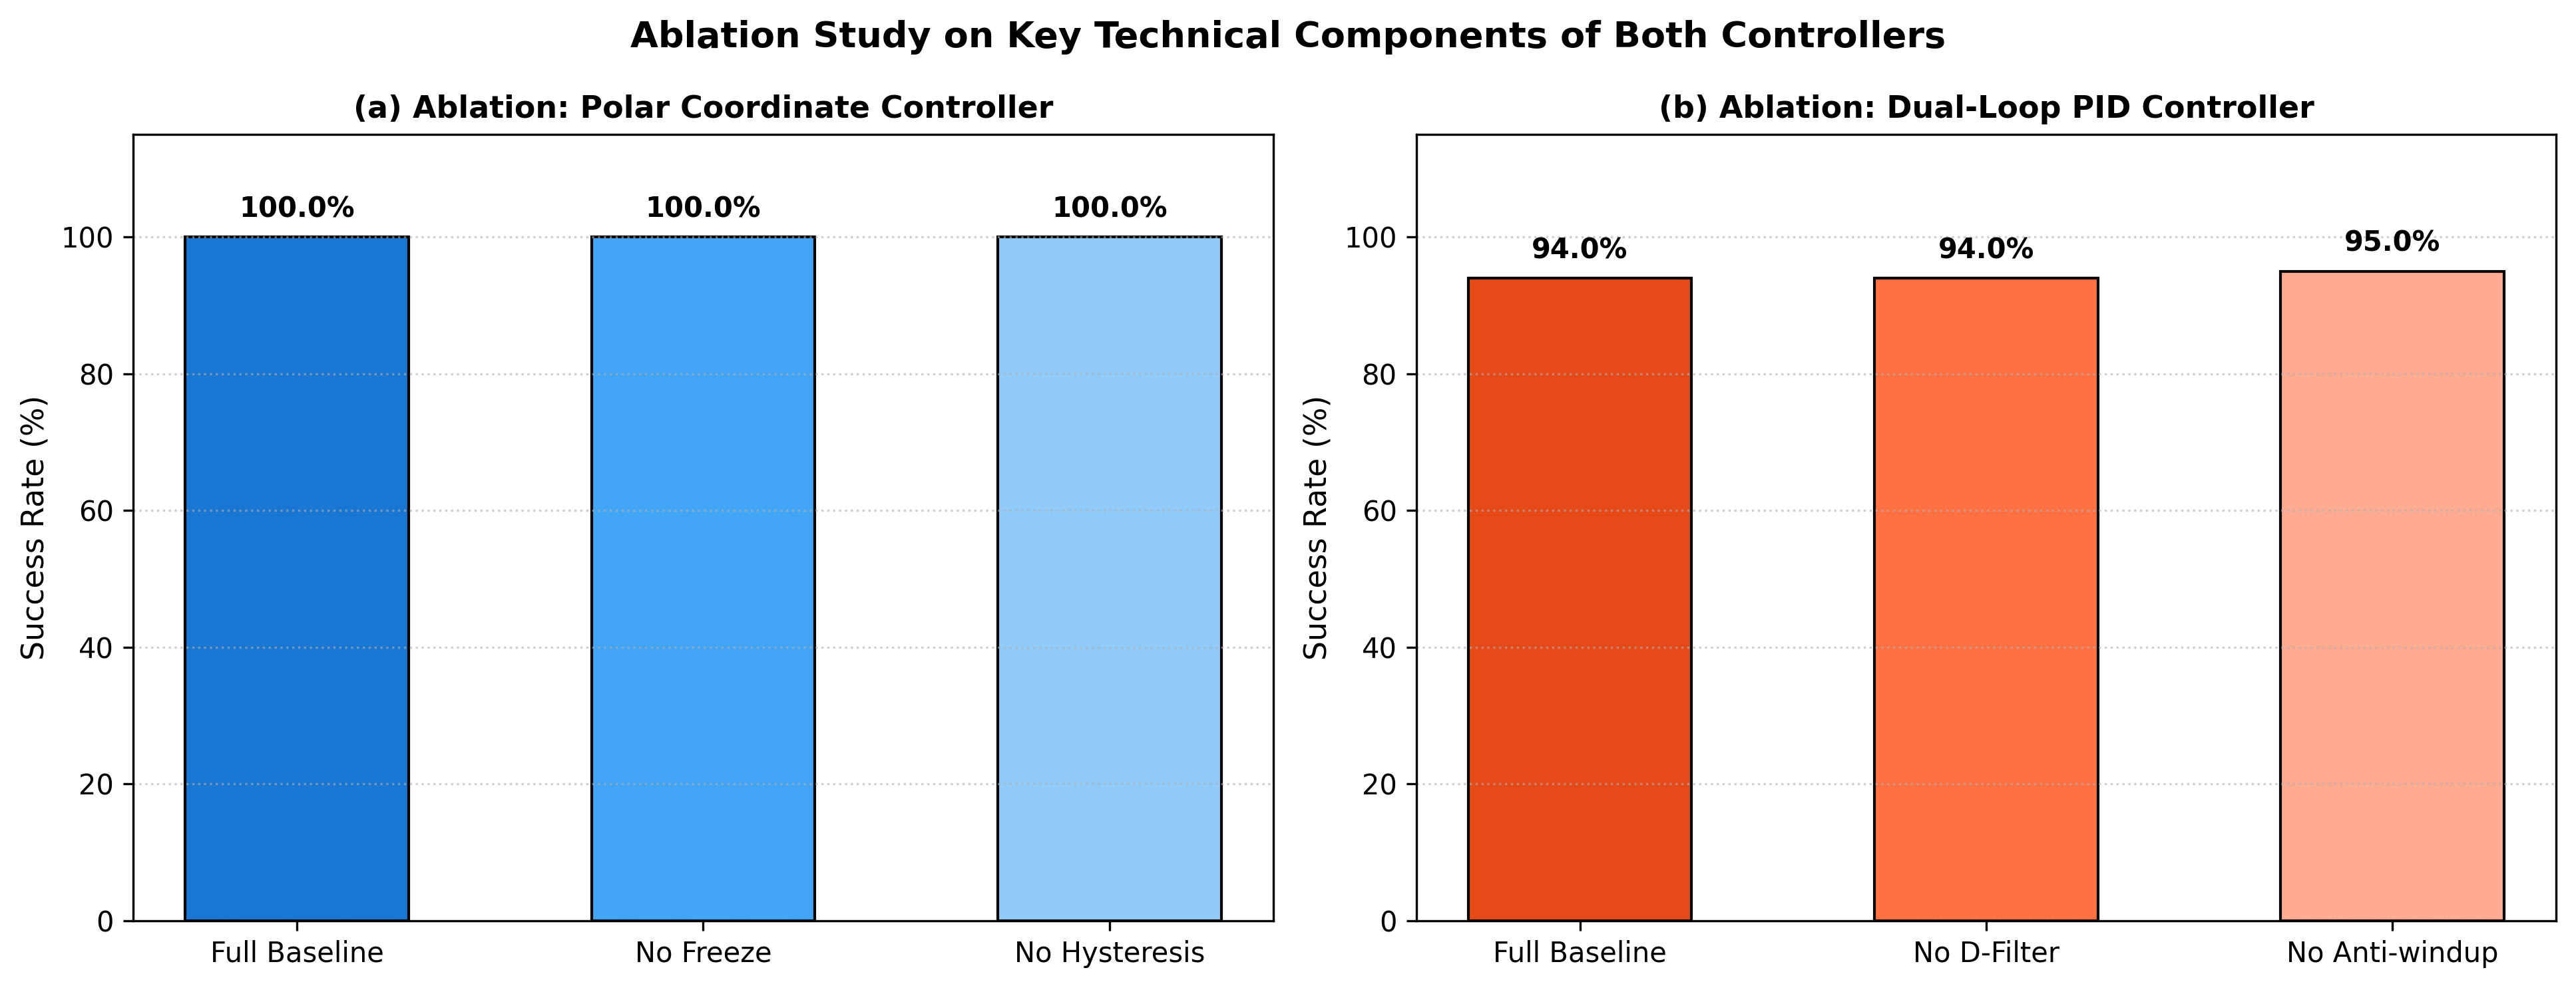 Ablation Study on Key Technical Components of Both Controllers
(a) Ablation: Polar Coordinate Controller
Success Rate (%)
100
80
60
40
20
0
100.0%
100.0%
100.0%
Full Baseline
No Freeze
No Hysteresis
(b) Ablation: Dual-Loop PID Controller
Success Rate (%)
100
80
60
40
20
0
94.0%
94.0%
95.0%
Full Baseline
No D-Filter
No Anti-windup